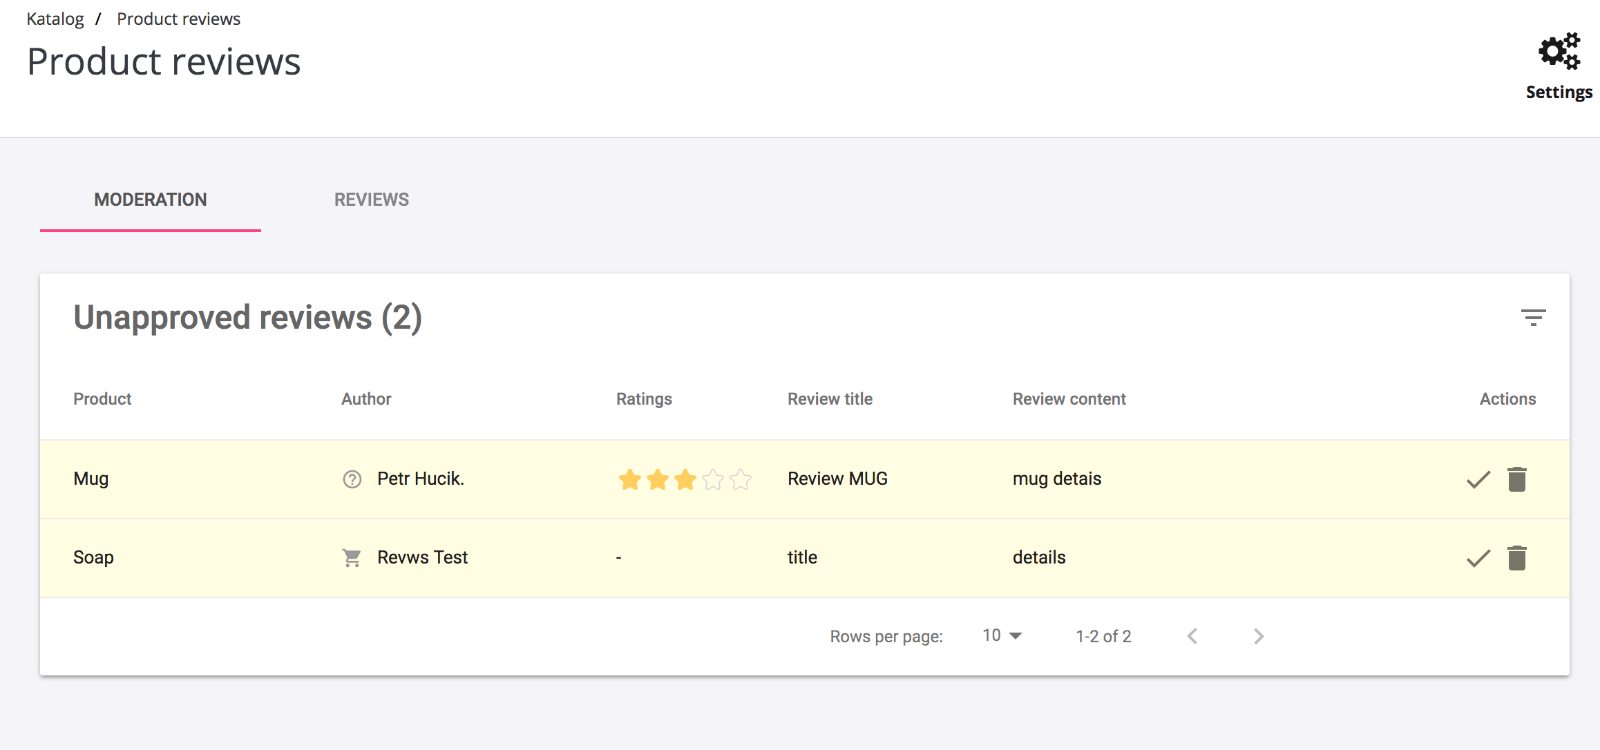 Katalog / Product reviews
Product reviews
Settings
MODERATION REVIEWS
Unapproved reviews (2)
Product Author Ratings Review title Review content Actions
Mug Petr Hucik. Review MUG mug detais
Soap Revws Test - title details
Rows per page: 10 1-2 of 2